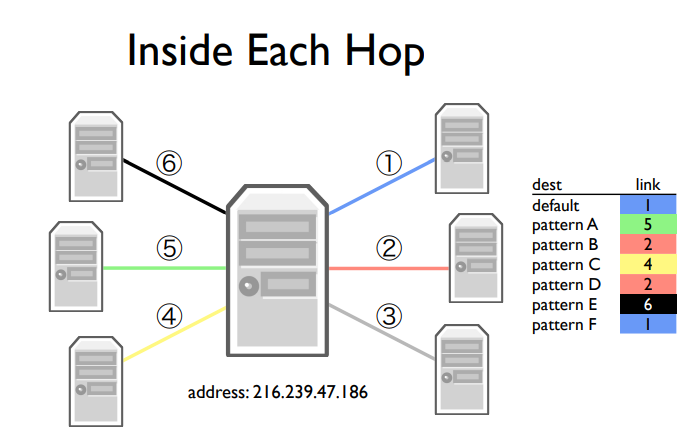 Inside Each Hop
⑥
①
⑤
②
④
③
address: 216.239.47.186
dest link
default 1
pattern A 5
pattern B 2
pattern C 4
pattern D 2
pattern E 6
pattern F 1